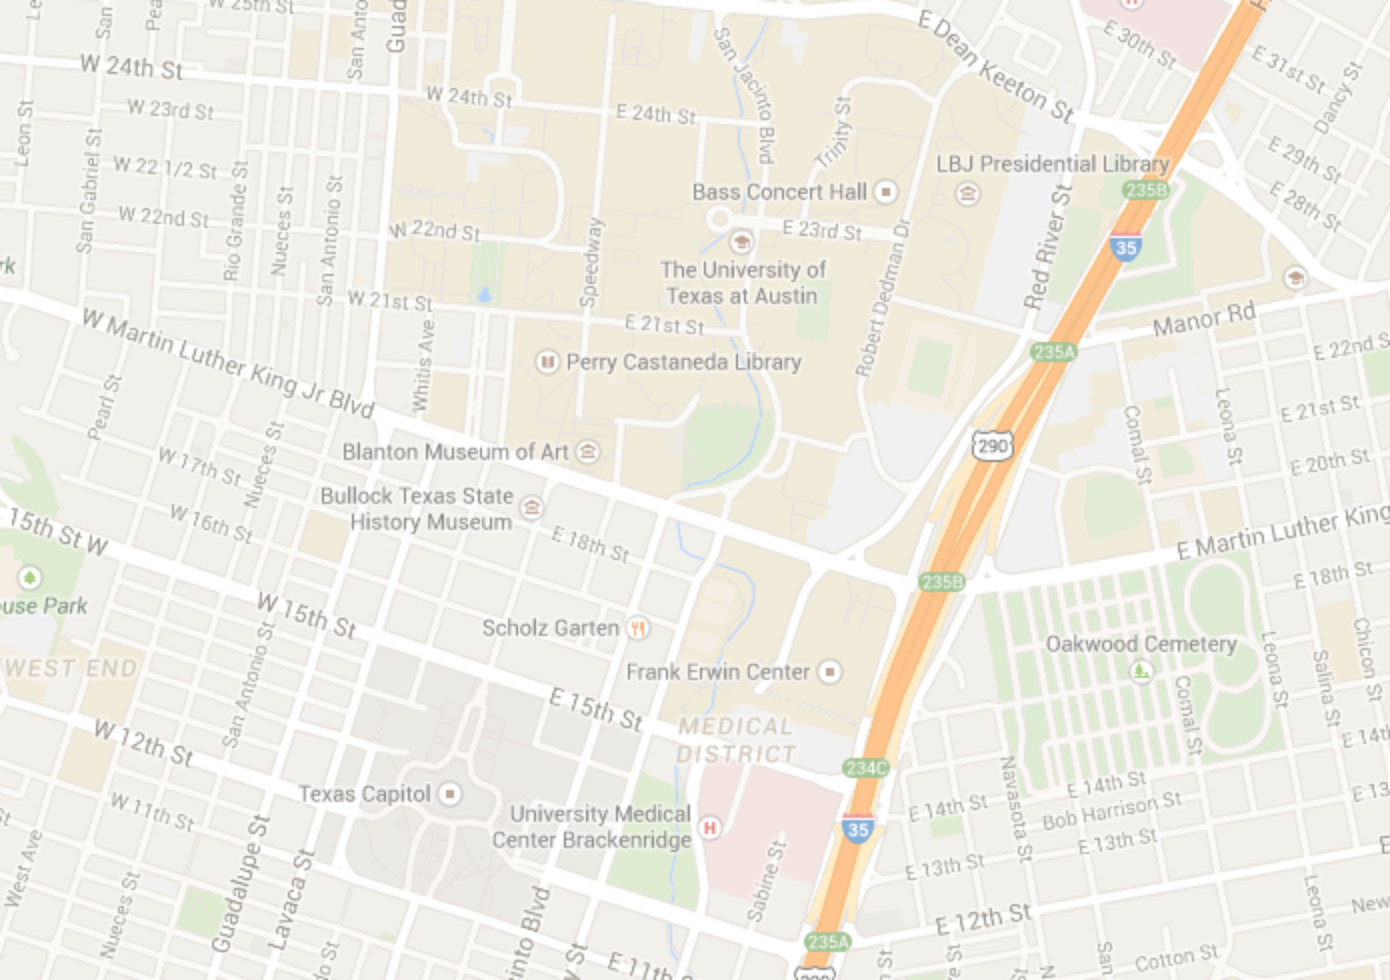 W 25th St
E Dean Keeton St
E 30th St
E 31st St
Dancy St
W 24th St
W 24th St
E 24th St
San Jacinto Blvd
Trinity St
W 23rd St
Leon St
San Gabriel St
W 22 1/2 St
W 22nd St
Rio Grande St
Nueces St
San Antonio St
W 22nd St
Speedway
Bass Concert Hall
E 23rd St
LBJ Presidential Library
235B
E 29th St
E 28th St
35
Red River St
Robert Dedman Dr
The University of
Texas at Austin
W 21st St
E 21st St
Whitis Ave
Manor Rd
235A
E 22nd S
W Martin Luther King Jr Blvd
Perry Castaneda Library
Pearl St
Comal St
Leona St
E 21st St
Blanton Museum of Art
290
E 20th St
W 17th St
Nueces St
Bullock Texas State
History Museum
W 16th St
E 18th St
15th St W
E Martin Luther King
235B
E 18th St
ouse Park
W 15th St
Scholz Garten
Oakwood Cemetery
WEST END
San Antonio St
Frank Erwin Center
Leona St
Salina St
Chicon St
Comal St
E 15th St
MEDICAL
DISTRICT
W 12th St
234C
E 14th
Navasota St
E 14th St
E 14th St
Bob Harrison St
E 13
Texas Capitol
W 11th St
University Medical
Center Brackenridge
H
35
E 13th St
E 13th St
West Ave
Nueces St
Guadalupe St
Lavaca St
Sabine St
E 12th St
Leona St
New
235A
Cotton St
E 11th S